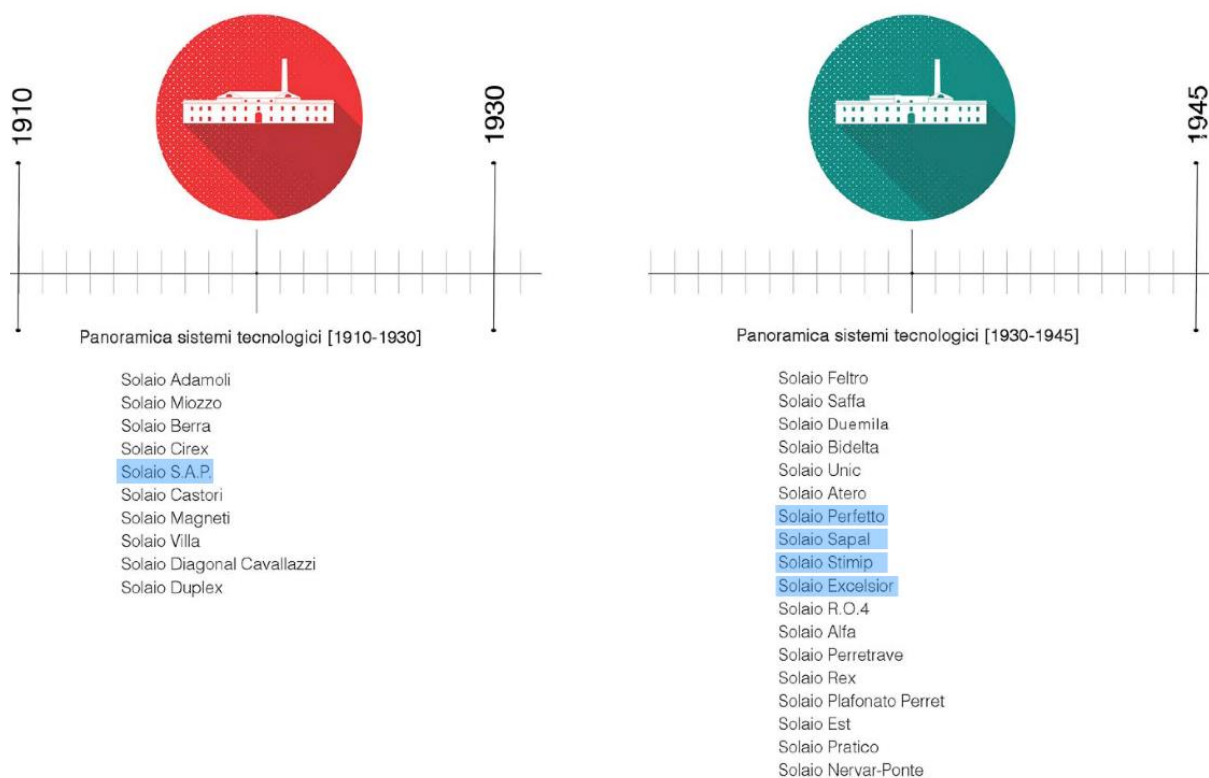 1910
1930
Panoramica sistemi tecnologici [1910-1930]
Solaio Adamoli
Solaio Miozzo
Solaio Berra
Solaio Cirex
Solaio S.A.P.
Solaio Castori
Solaio Magneti
Solaio Villa
Solaio Diagonal Cavallazzi
Solaio Duplex
1945
Panoramica sistemi tecnologici [1930-1945]
Solaio Feltro
Solaio Saffa
Solaio Duemila
Solaio Bidelta
Solaio Unic
Solaio Atero
Solaio Perfetto
Solaio Sapal
Solaio Stimip
Solaio Excelsior
Solaio R.O.4
Solaio Alfa
Solaio Perretrave
Solaio Rex
Solaio Plafonato Perret
Solaio Est
Solaio Pratico
Solaio Nervar-Ponte